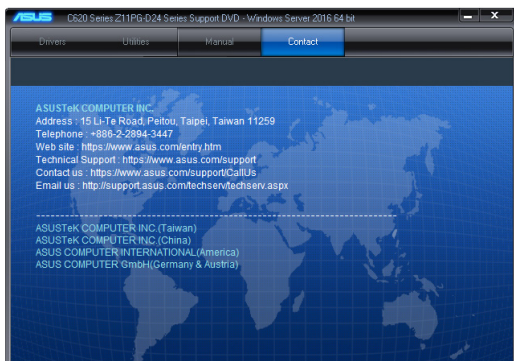 ASUS C620 Series Z11PG-D24 Series Support DVD - Windows Server 2016 64 bit
Drivers Utilities Manual Contact
ASUSTeK COMPUTER INC.
Address : 15 Li-Te Road, Peitou, Taipei, Taiwan 11259
Telephone : +886-2-2894-3447
Web site : https://www.asus.com/entry.htm
Technical Support : https://www.asus.com/support
Contact us : https://www.asus.com/support/CallUs
Email us : http://support.asus.com/techserv/techserv.aspx
ASUSTeK COMPUTER INC.(Taiwan)
ASUSTeK COMPUTER INC.(China)
ASUS COMPUTER INTERNATIONAL(America)
ASUS COMPUTER GmbH(Germany & Austria)